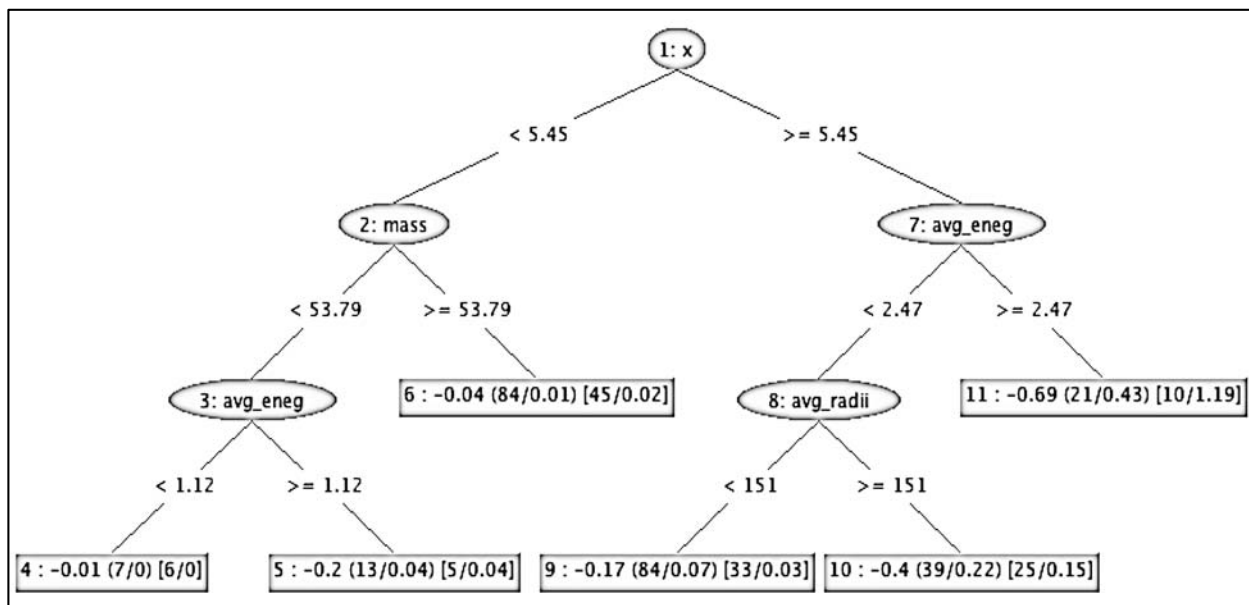 1: x
< 5.45
>= 5.45
2: mass
7: avg_eneg
< 53.79
>= 53.79
< 2.47
>= 2.47
3: avg_eneg
6 : -0.04 (84/0.01) [45/0.02]
8: avg_radii
11 : -0.69 (21/0.43) [10/1.19]
< 1.12
>= 1.12
< 151
>= 151
4 : -0.01 (7/0) [6/0]
5 : -0.2 (13/0.04) [5/0.04]
9 : -0.17 (84/0.07) [33/0.03]
10 : -0.4 (39/0.22) [25/0.15]